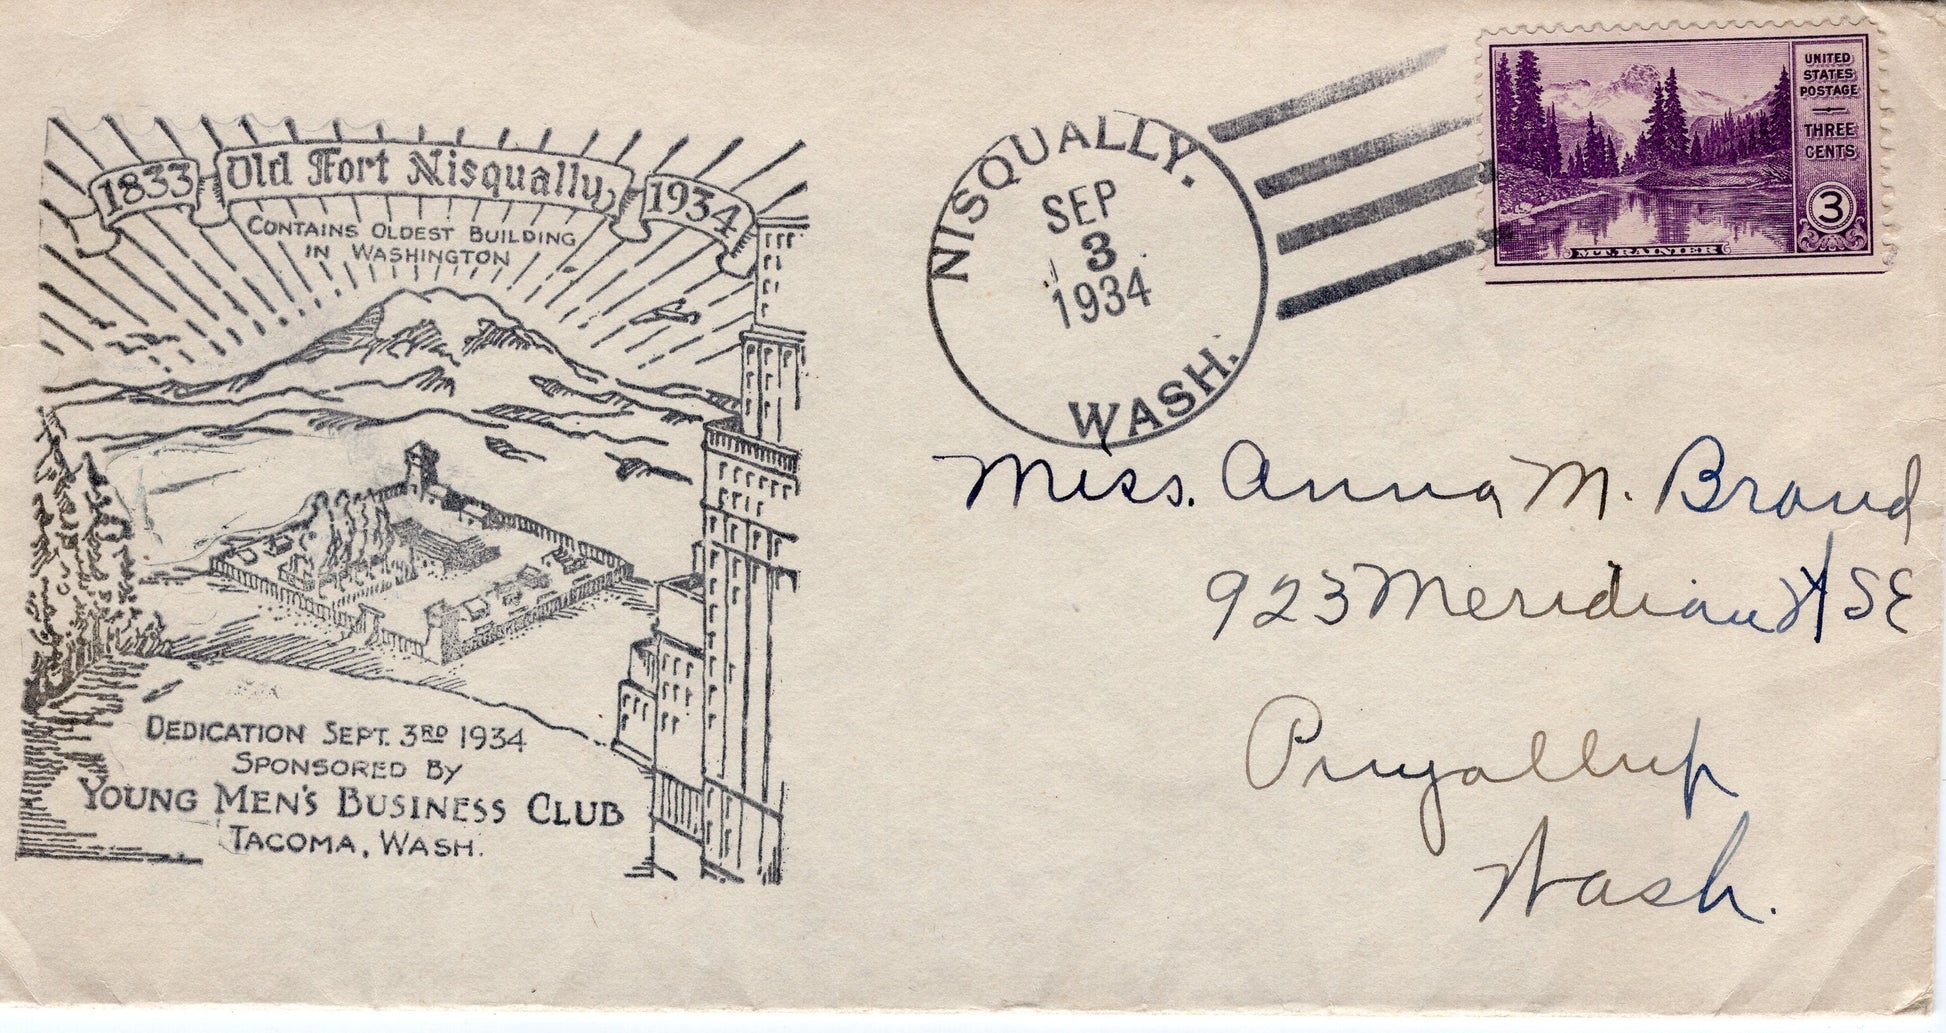 1833 Old Fort Nisqually 1934
CONTAINS OLDEST BUILDING
IN WASHINGTON
DEDICATION SEPT. 3RD 1934
SPONSORED BY
YOUNG MEN'S BUSINESS CLUB
TACOMA, WASH.
NISQUALLY.
SEP
3
1934
WASH.
UNITED
STATES
POSTAGE
THREE
CENTS
3
MT. RAINIER
Miss. Anna M. Broud
923 Meridian St SE
Puyallup
Wash.